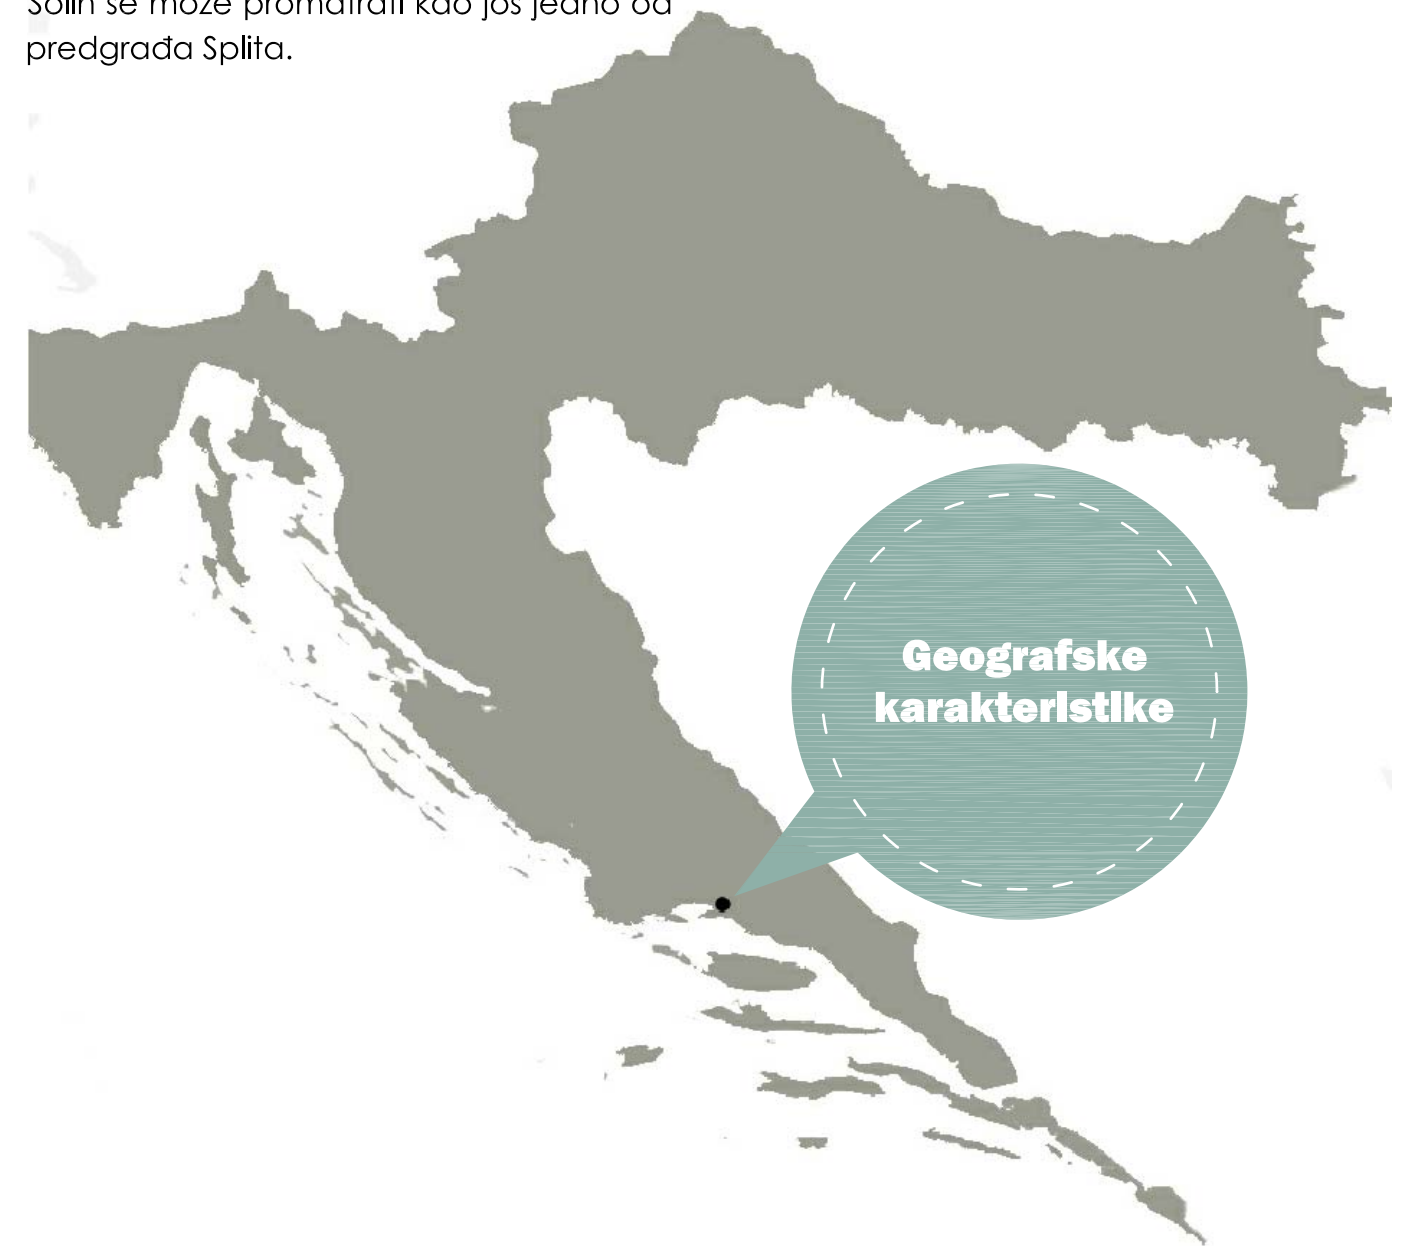 Solin se može promatrati kao još jedno od
predgrađa Splita.
Geografske
karakteristike